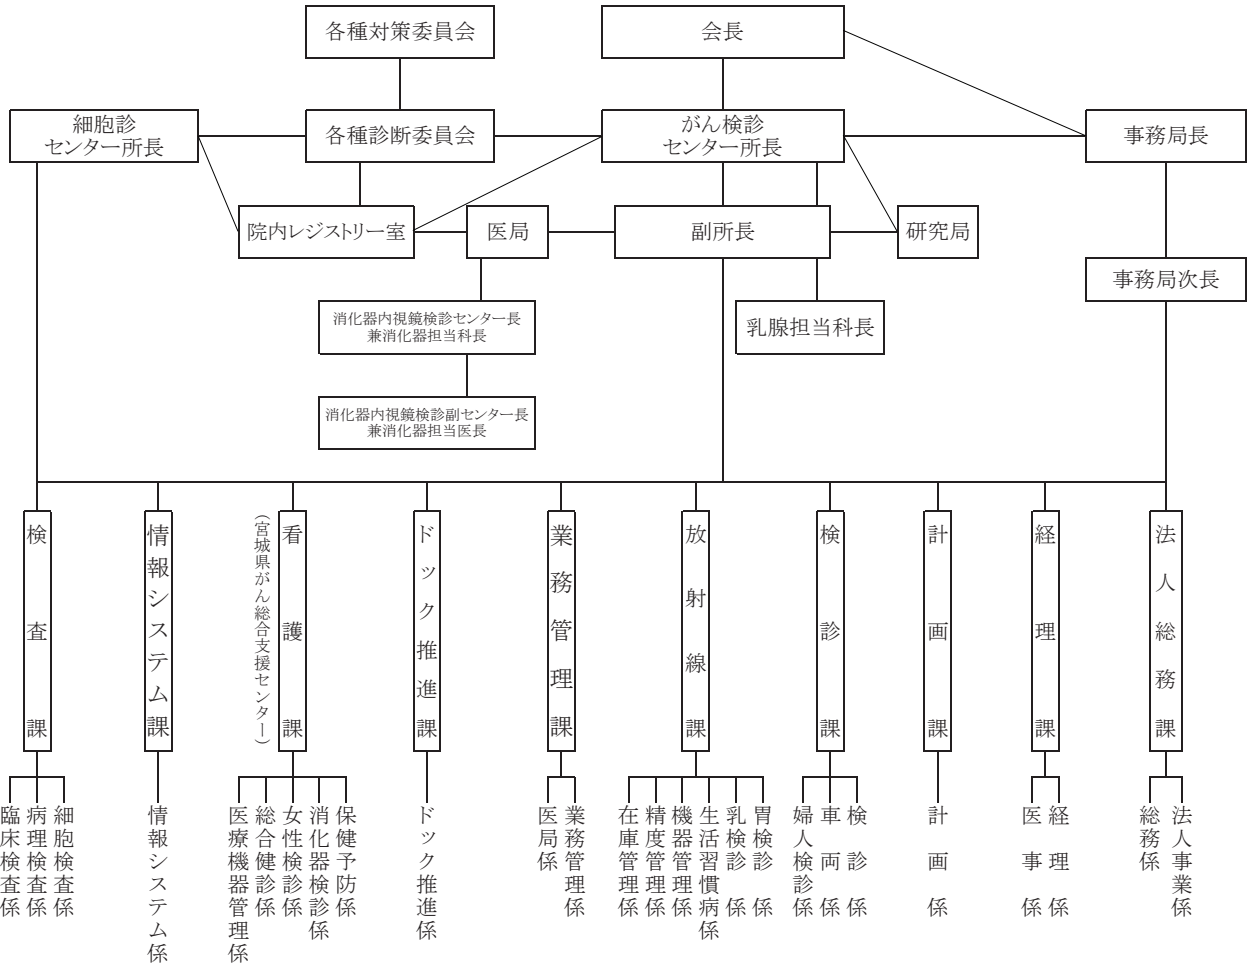 各種対策委員会
会長
細胞診
センター所長
各種診断委員会
がん検診
センター所長
事務局長
院内レジストリー室
医局
副所長
研究局
事務局次長
消化器内視鏡検診センター長
兼消化器担当科長
乳腺担当科長
消化器内視鏡検診副センター長
兼消化器担当医長
検査課
情報システム課
(宮城県がん総合支援センター)
看護課
ドック推進課
業務管理課
放射線課
検診課
計画課
経理課
法人総務課
臨床検査係
病理検査係
細胞検査係
情報システム係
医療機器管理係
総合健診係
女性検診係
消化器検診係
保健予防係
ドック推進係
医局係
業務管理係
在庫管理係
精度管理係
機器管理係
生活習慣病係
乳検診係
胃検診係
婦人検診係
車両係
検診係
計画係
医事係
経理係
総務係
法人事業係